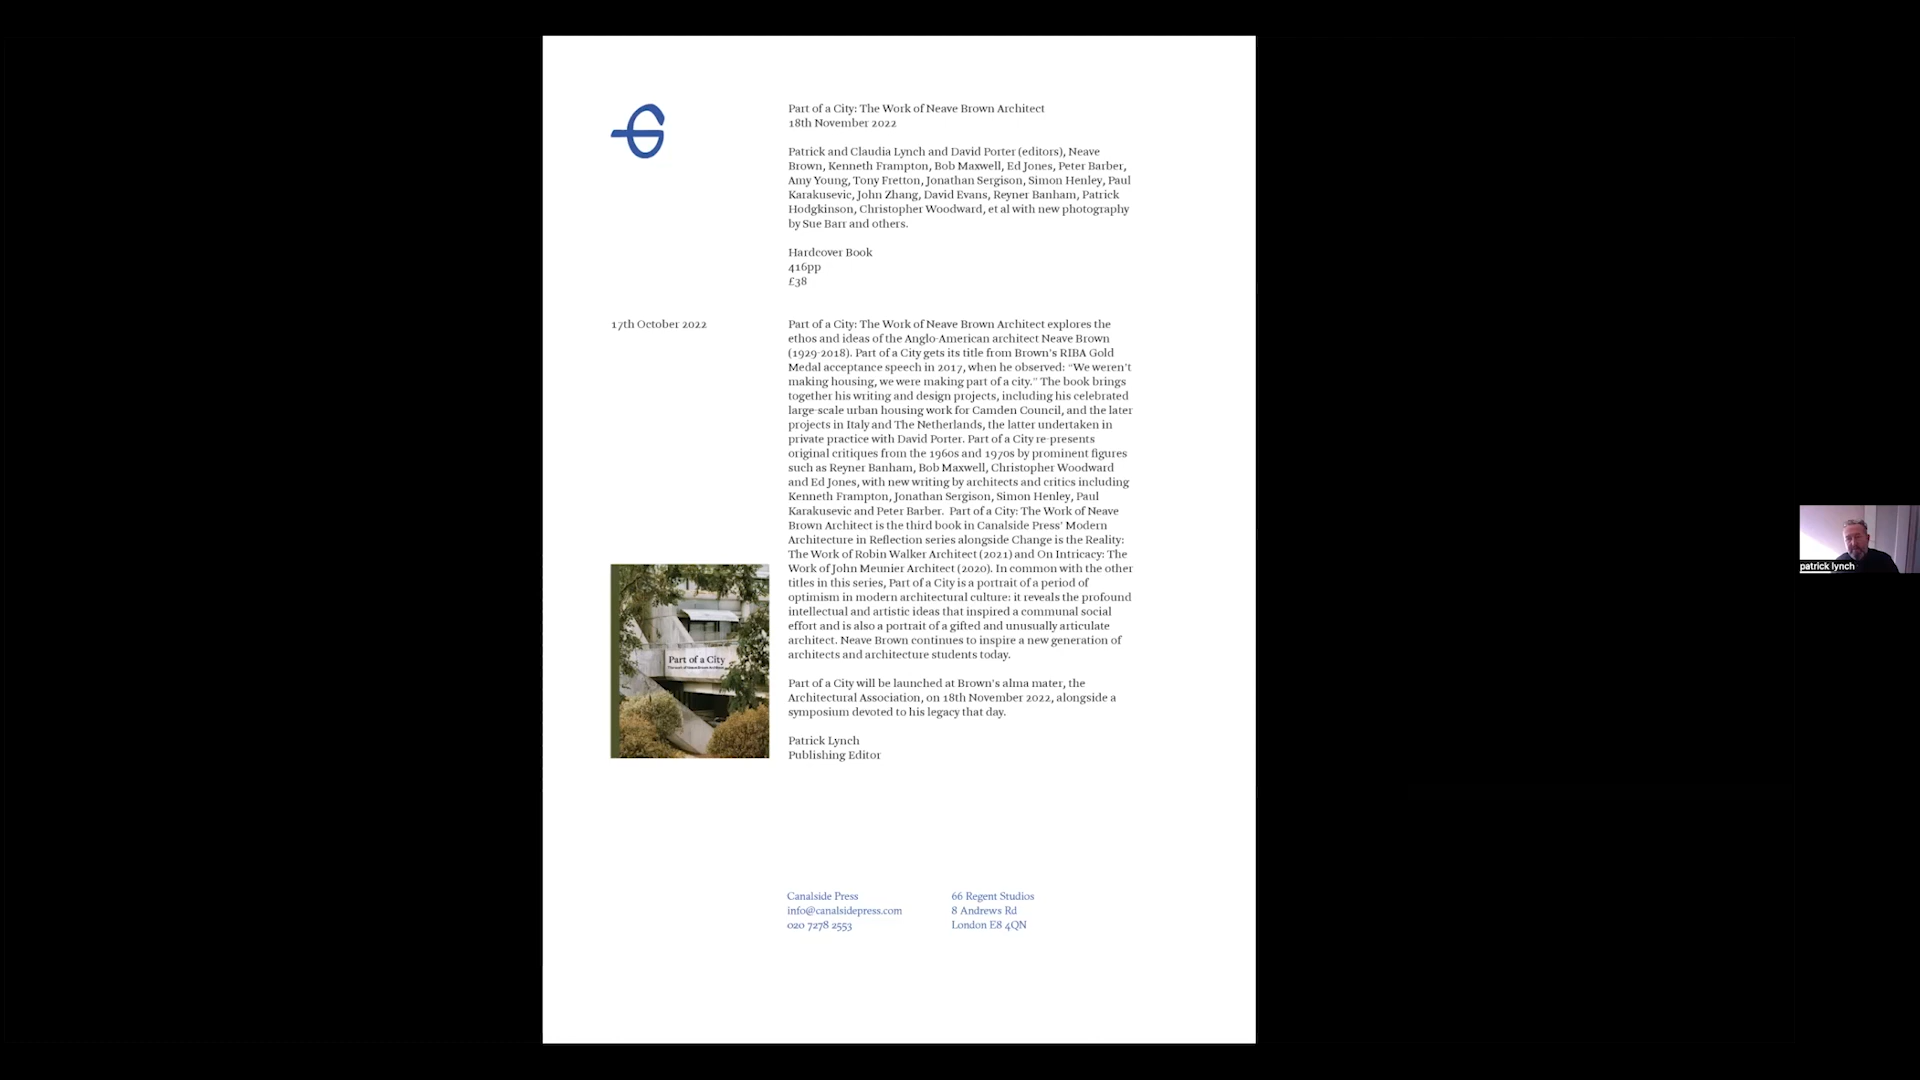 Part of a City: The Work of Neave Brown Architect
18th November 2022
Patrick and Claudia Lynch and David Porter (editors), Neave
Brown, Kenneth Frampton, Bob Maxwell, Ed Jones, Peter Barber,
Amy Young, Tony Fretton, Jonathan Sergison, Simon Henley, Paul
Karakusevic, John Zhang, David Evans, Reyner Banham, Patrick
Hodgkinson, Christopher Woodward, et al with new photography
by Sue Barr and others.
Hardcover Book
416pp
£38
17th October 2022
Part of a City: The Work of Neave Brown Architect explores the
ethos and ideas of the Anglo-American architect Neave Brown
(1929-2018). Part of a City gets its title from Brown's RIBA Gold
Medal acceptance speech in 2017, when he observed: “We weren't
making housing, we were making part of a city.” The book brings
together his writing and design projects, including his celebrated
large-scale urban housing work for Camden Council, and the later
projects in Italy and The Netherlands, the latter undertaken in
private practice with David Porter. Part of a City re-presents
original critiques from the 1960s and 1970s by prominent figures
such as Reyner Banham, Bob Maxwell, Christopher Woodward
and Ed Jones, with new writing by architects and critics including
Kenneth Frampton, Jonathan Sergison, Simon Henley, Paul
Karakusevic and Peter Barber.  Part of a City: The Work of Neave
Brown Architect is the third book in Canalside Press' Modern
Architecture in Reflection series alongside Change is the Reality:
The Work of Robin Walker Architect (2021) and On Intricacy: The
Work of John Meunier Architect (2020). In common with the other
titles in this series, Part of a City is a portrait of a period of
optimism in modern architectural culture: it reveals the profound
intellectual and artistic ideas that inspired a communal social
effort and is also a portrait of a gifted and unusually articulate
architect. Neave Brown continues to inspire a new generation of
architects and architecture students today.
Part of a City
The work of Neave Brown Architect
Part of a City will be launched at Brown's alma mater, the
Architectural Association, on 18th November 2022, alongside a
symposium devoted to his legacy that day.
Patrick Lynch
Publishing Editor
Canalside Press
info@canalsidepress.com
020 7278 2553
66 Regent Studios
8 Andrews Rd
London E8 4QN
patrick lynch